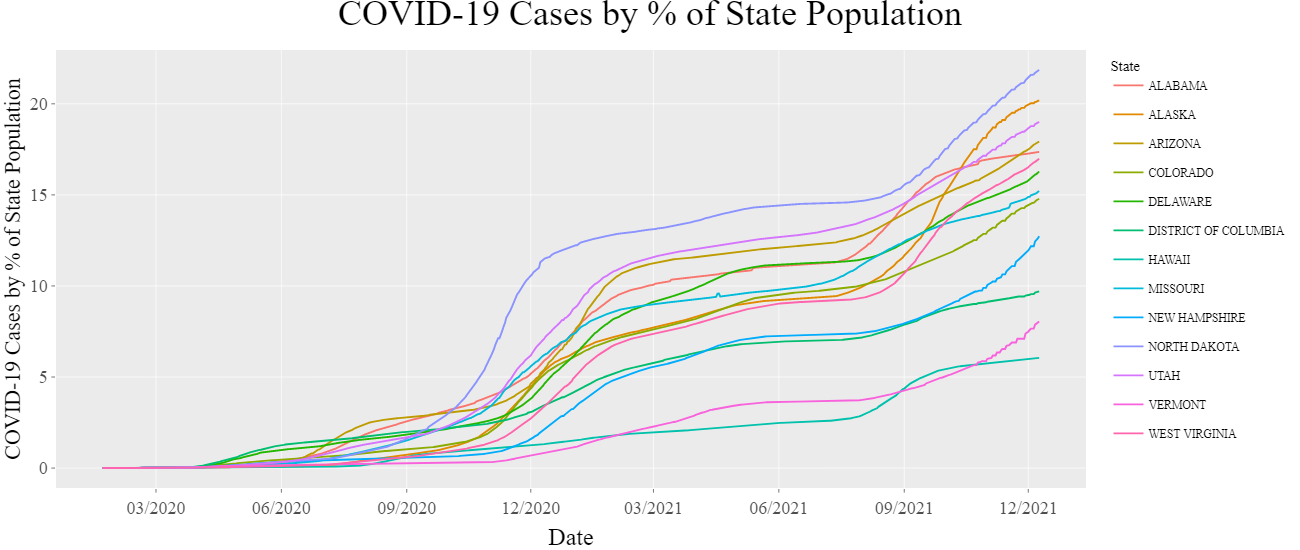 COVID-19 Cases by % of State Population
COVID-19 Cases by % of State Population
20
15
10
5
0
03/2020
06/2020
09/2020
12/2020
03/2021
06/2021
09/2021
12/2021
Date
State
ALABAMA
ALASKA
ARIZONA
COLORADO
DELAWARE
DISTRICT OF COLUMBIA
HAWAII
MISSOURI
NEW HAMPSHIRE
NORTH DAKOTA
UTAH
VERMONT
WEST VIRGINIA